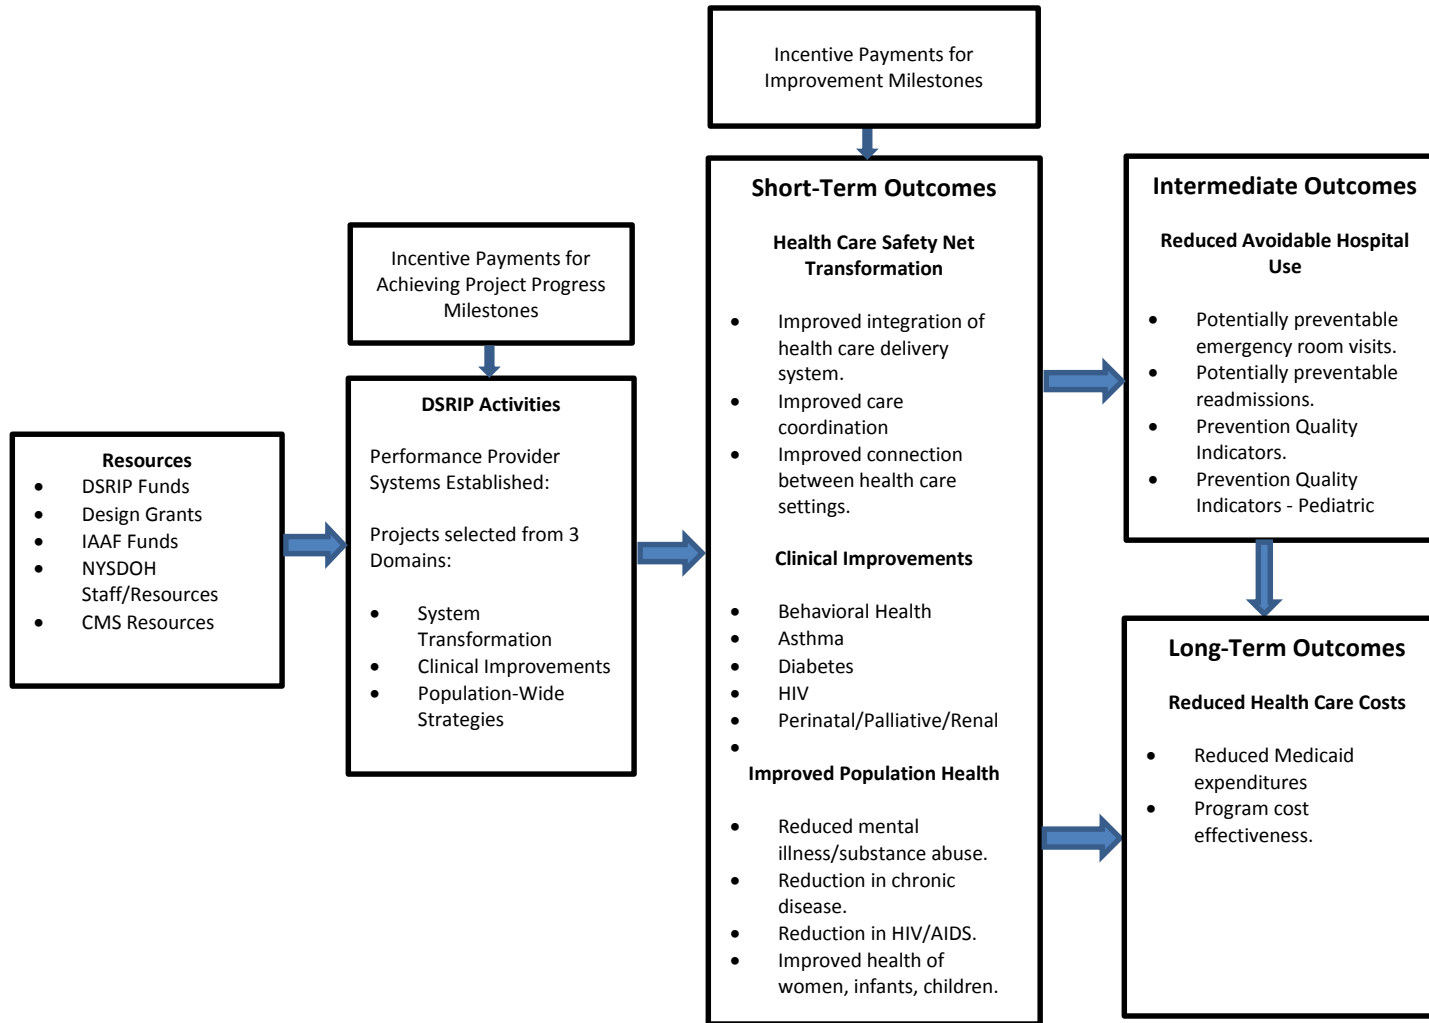 Incentive Payments for
Improvement Milestones
Incentive Payments for
Achieving Project Progress
Milestones
Resources
• DSRIP Funds
• Design Grants
• IAAF Funds
• NYSDOH
Staff/Resources
• CMS Resources
DSRIP Activities
Performance Provider
Systems Established:
Projects selected from 3
Domains:
• System
Transformation
• Clinical Improvements
• Population-Wide
Strategies
Short-Term Outcomes
Health Care Safety Net
Transformation
• Improved integration of
health care delivery
system.
• Improved care
coordination
• Improved connection
between health care
settings.
Clinical Improvements
• Behavioral Health
• Asthma
• Diabetes
• HIV
• Perinatal/Palliative/Renal
•
Improved Population Health
• Reduced mental
illness/substance abuse.
• Reduction in chronic
disease.
• Reduction in HIV/AIDS.
• Improved health of
women, infants, children.
Intermediate Outcomes
Reduced Avoidable Hospital
Use
• Potentially preventable
emergency room visits.
• Potentially preventable
readmissions.
• Prevention Quality
Indicators.
• Prevention Quality
Indicators - Pediatric
Long-Term Outcomes
Reduced Health Care Costs
• Reduced Medicaid
expenditures
• Program cost
effectiveness.